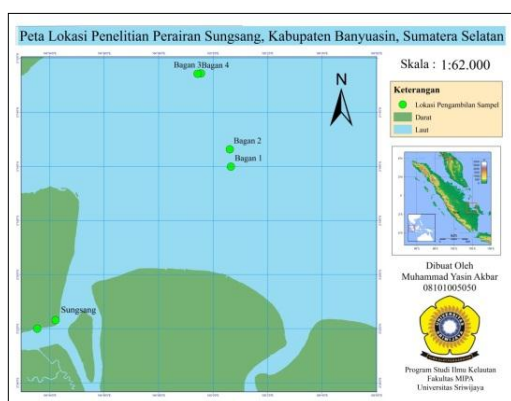 Peta Lokasi Penelitian Perairan Sungsang, Kabupaten Banyuasin, Sumatera Selatan
Bagan 3 Bagan 4
Bagan 2
Bagan 1
Sungsang
N
Skala : 1:62.000
Keterangan
Lokasi Pengambilan Sampel
Darat
Laut
Dibuat Oleh
Muhammad Yasin Akbar
08101005050
Program Studi Ilmu Kelautan
Fakultas MIPA
Universitas Sriwijaya